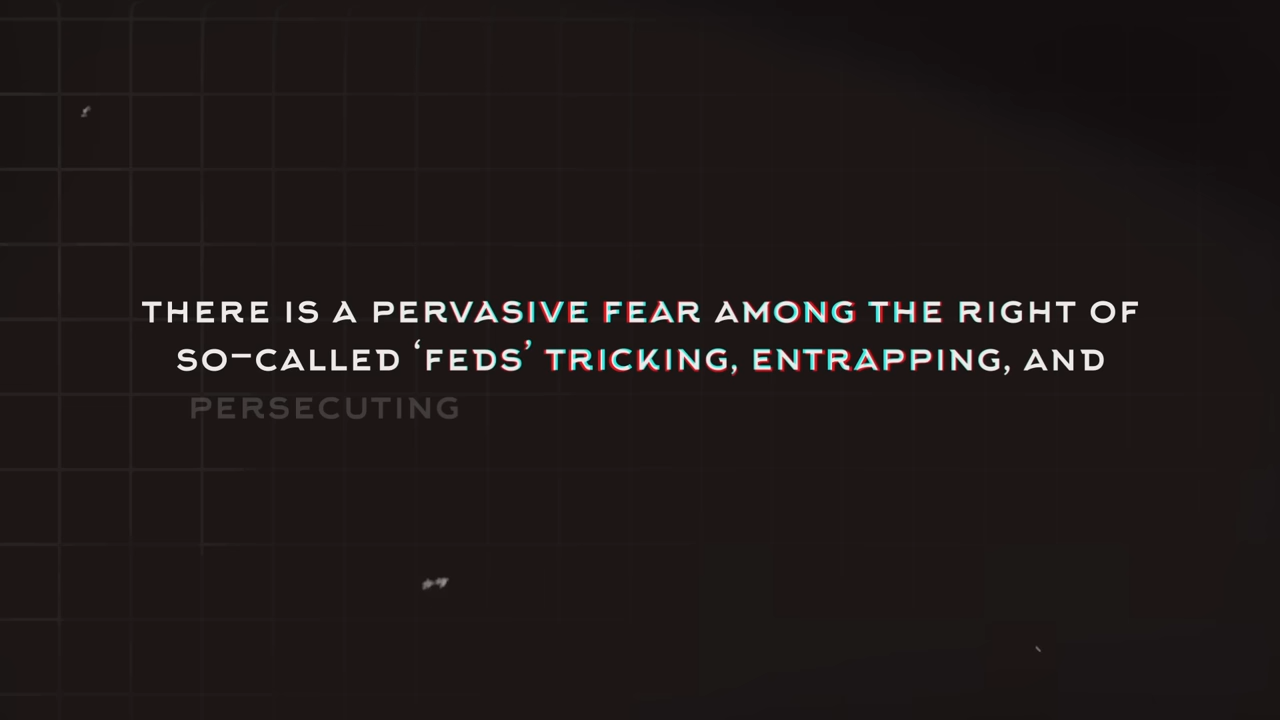 THERE IS A PERVASIVE FEAR AMONG THE RIGHT OF
SO-CALLED ‘FEDS’ TRICKING, ENTRAPPING, AND
PERSECUTING